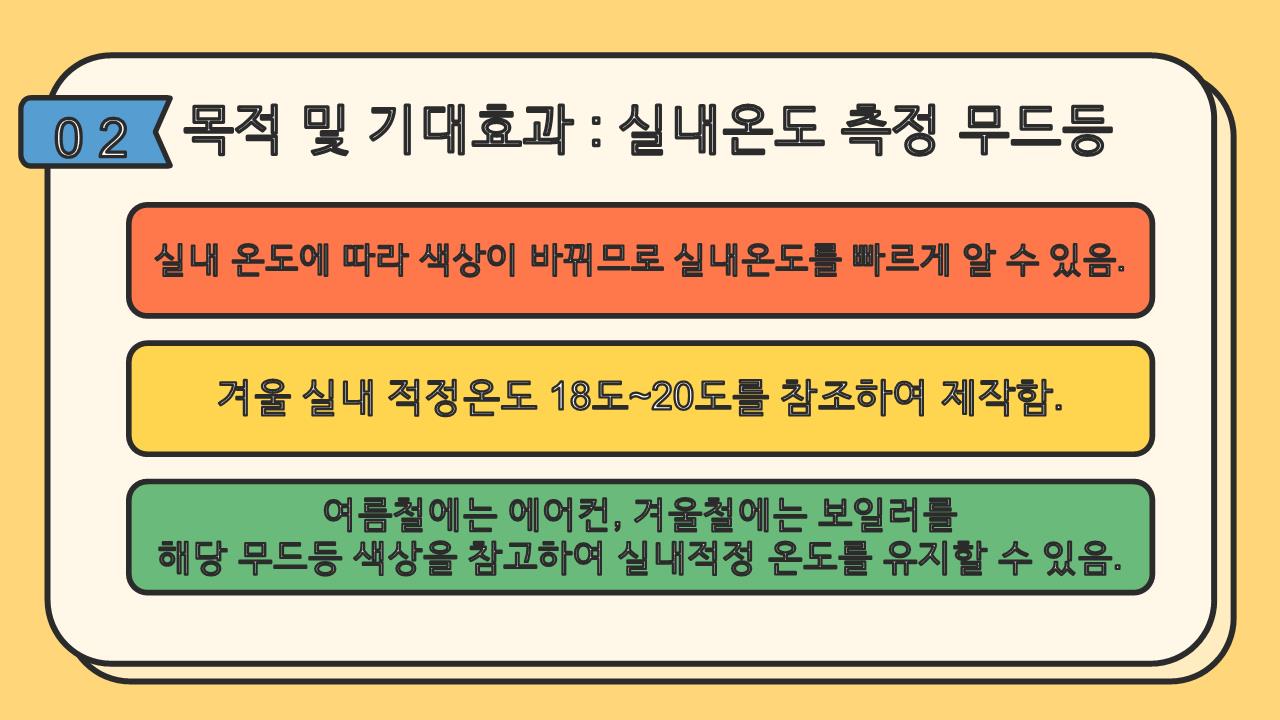 02
목적 및 기대효과 : 실내온도 측정 무드등
실내 온도에 따라 색상이 바뀌므로 실내온도를 빠르게 알 수 있음.
겨울 실내 적정온도 18도~20도를 참조하여 제작함.
여름철에는 에어컨, 겨울철에는 보일러를
해당 무드등 색상을 참고하여 실내적정 온도를 유지할 수 있음.